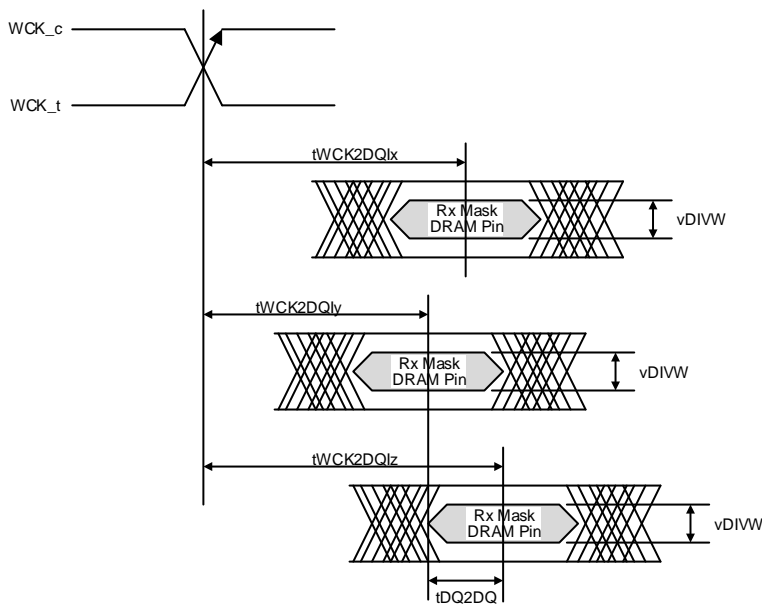 WCK_c
WCK_t
tWCK2DQIx
Rx Mask
DRAM Pin
vDIVW
tWCK2DQIy
Rx Mask
DRAM Pin
vDIVW
tWCK2DQIz
Rx Mask
DRAM Pin
vDIVW
tDQ2DQ